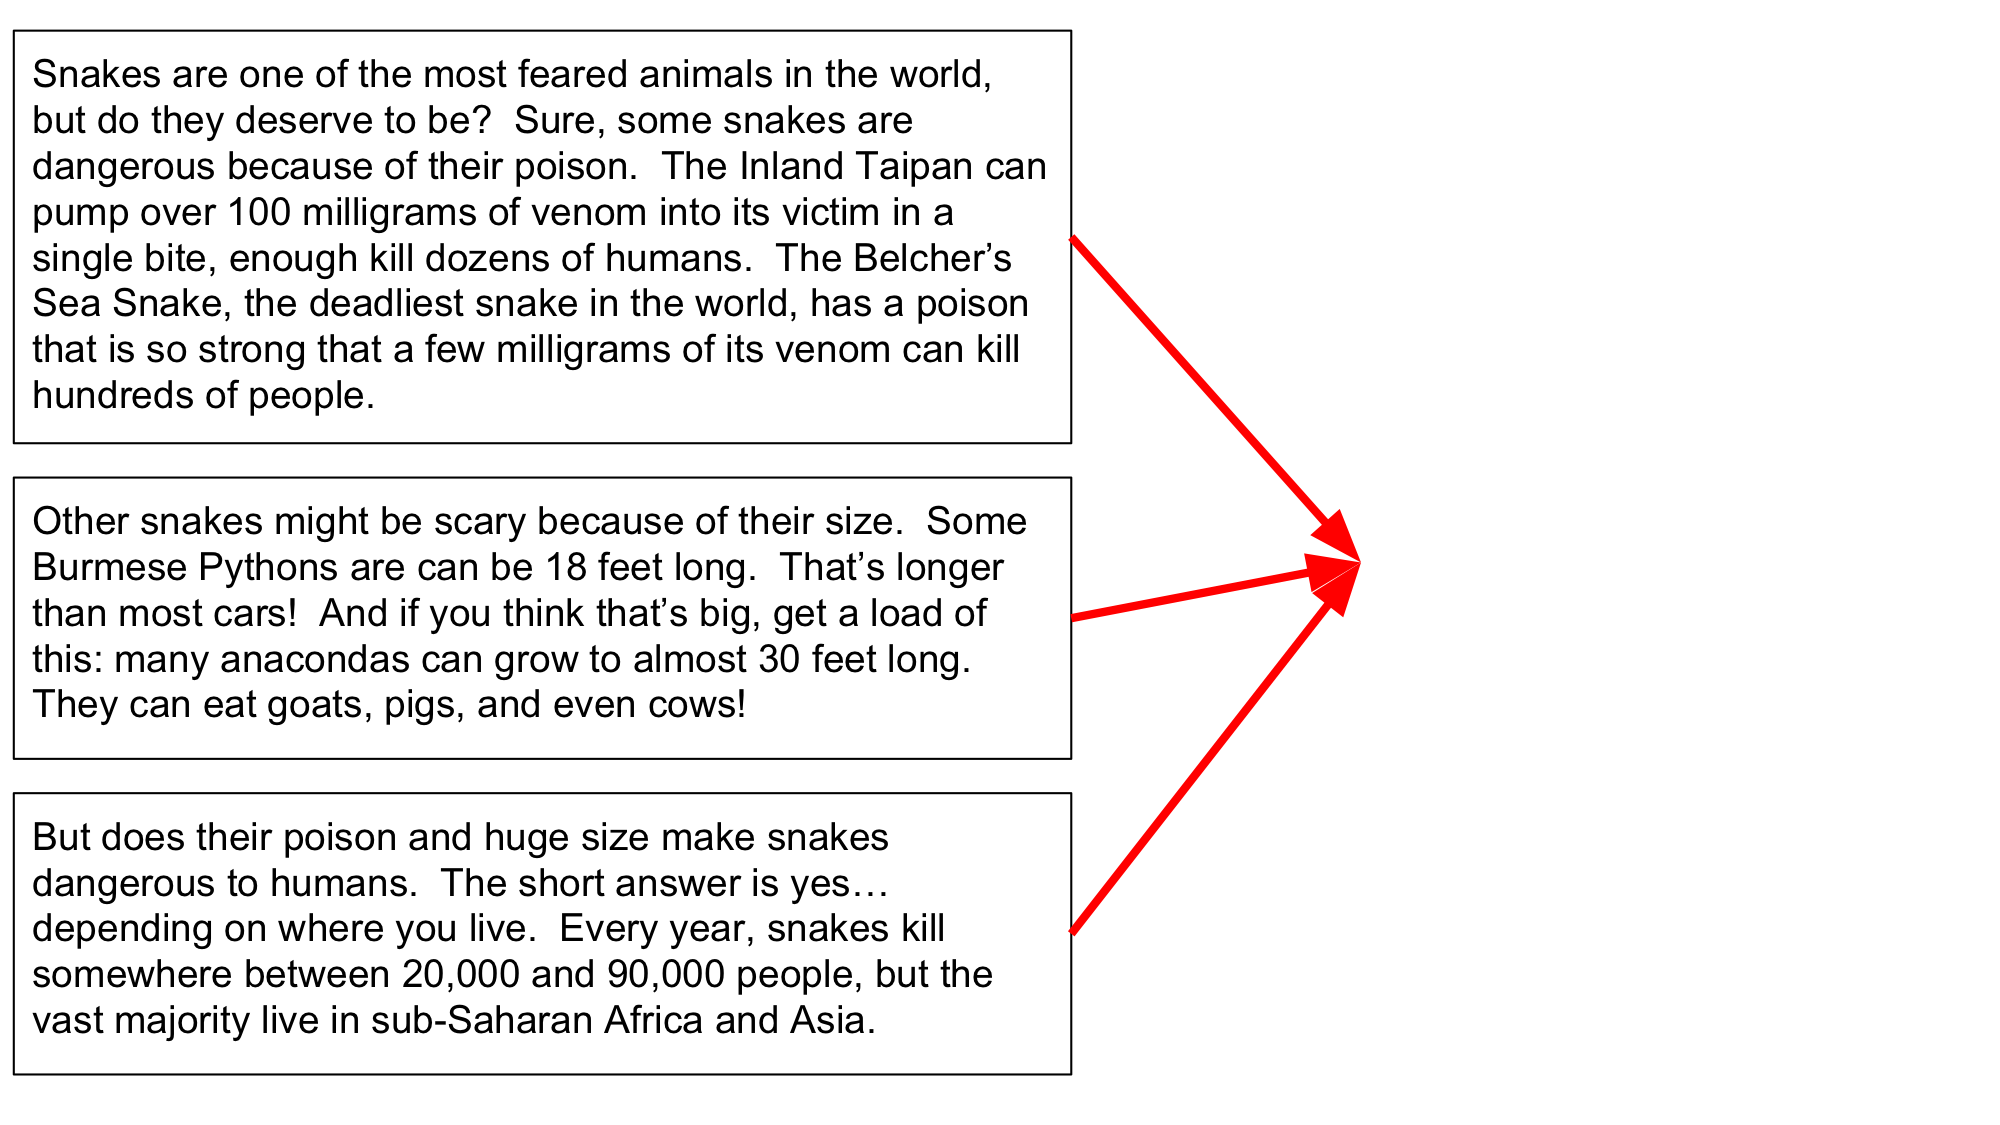 Snakes are one of the most feared animals in the world,
but do they deserve to be?  Sure, some snakes are
dangerous because of their poison.  The Inland Taipan can
pump over 100 milligrams of venom into its victim in a
single bite, enough kill dozens of humans.  The Belcher’s
Sea Snake, the deadliest snake in the world, has a poison
that is so strong that a few milligrams of its venom can kill
hundreds of people.
Other snakes might be scary because of their size.  Some
Burmese Pythons are can be 18 feet long.  That’s longer
than most cars!  And if you think that’s big, get a load of
this: many anacondas can grow to almost 30 feet long.
They can eat goats, pigs, and even cows!
But does their poison and huge size make snakes
dangerous to humans.  The short answer is yes…
depending on where you live.  Every year, snakes kill
somewhere between 20,000 and 90,000 people, but the
vast majority live in sub-Saharan Africa and Asia.